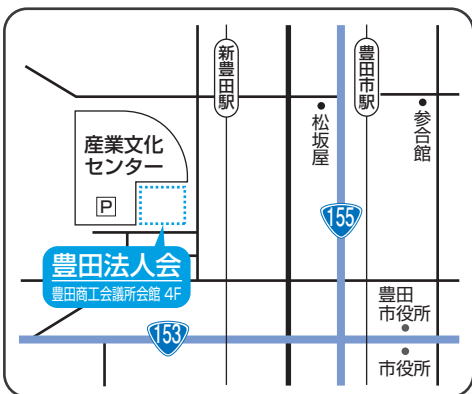 新豊田駅
豊田市駅
松坂屋
参合館
産業文化
センター
P
155
豊田法人会
豊田商工会議所会館 4F
153
豊田
市役所
市役所